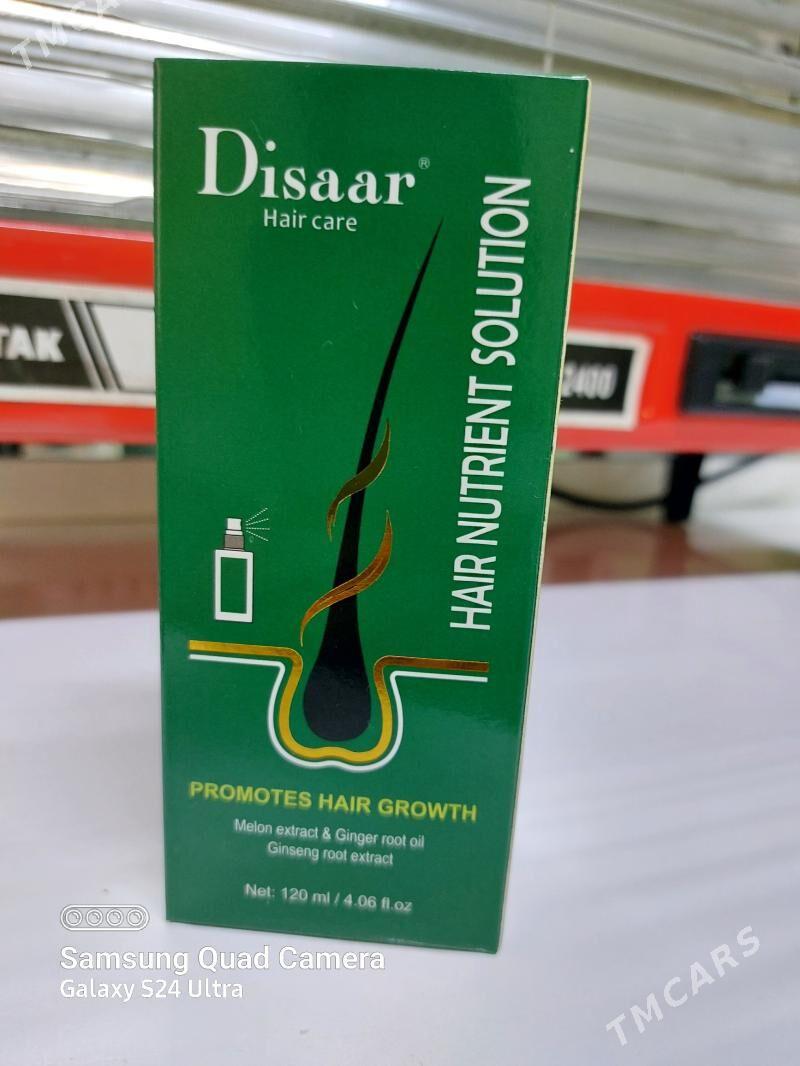 TMCARS
Disaar®
Hair care
HAIR NUTRIENT SOLUTION
TAK
2400
PROMOTES HAIR GROWTH
Melon extract & Ginger root oil
Ginseng root extract
Net: 120 ml / 4.06 fl.oz
Samsung Quad Camera
Galaxy S24 Ultra
TMCARS